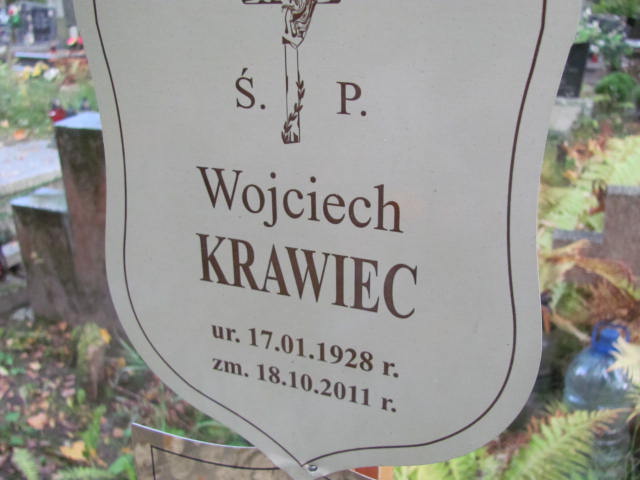 Ś. P.
Wojciech
KRAWIEC
ur. 17.01.1928 r.
zm. 18.10.2011 r.